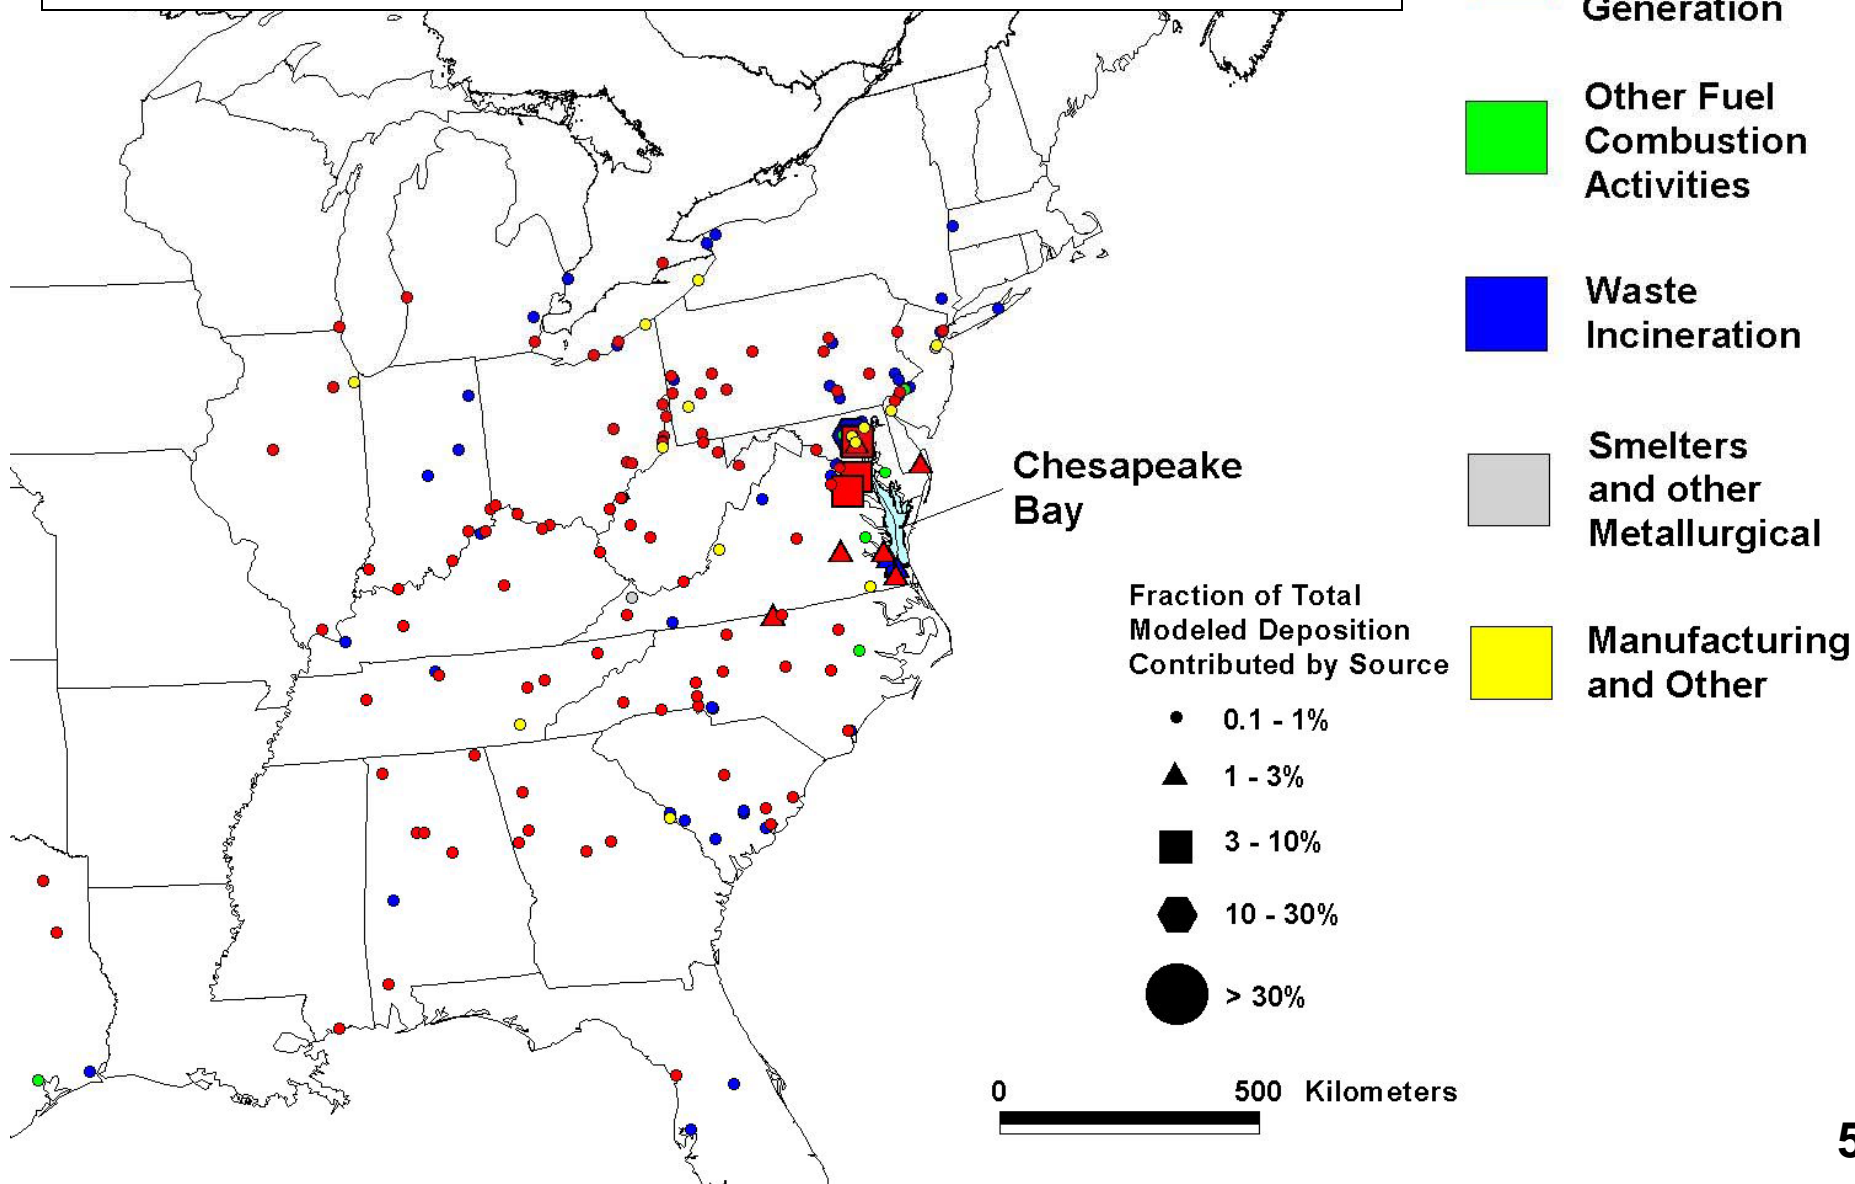 Generation
Other Fuel
Combustion
Activities
Waste
Incineration
Smelters
and other
Metallurgical
Manufacturing
and Other
Chesapeake
Bay
Fraction of Total
Modeled Deposition
Contributed by Source
0.1 - 1%
1 - 3%
3 - 10%
10 - 30%
> 30%
0 500 Kilometers
5